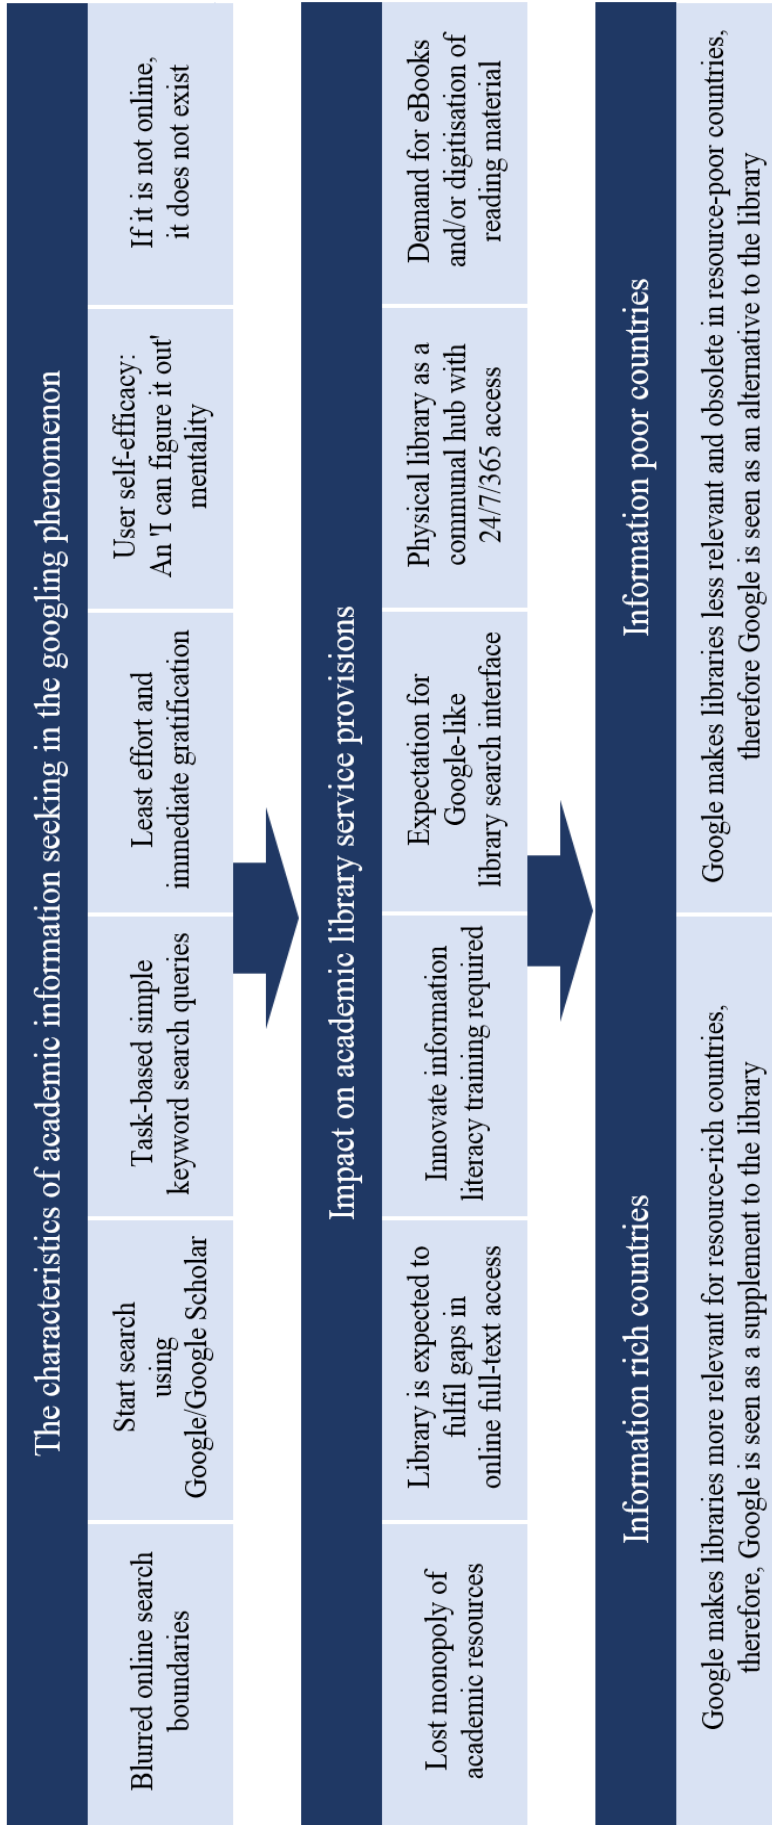 The characteristics of academic information seeking in the googling phenomenon
Blurred online search
boundaries
Start search
using
Google/Google Scholar
Task-based simple
keyword search queries
Least effort and
immediate gratification
User self-efficacy:
An 'I can figure it out'
mentality
If it is not online,
it does not exist
Impact on academic library service provisions
Lost monopoly of
academic resources
Library is expected to
fulfil gaps in
online full-text access
Innovate information
literacy training required
Expectation for
Google-like
library search interface
Physical library as a
communal hub with
24/7/365 access
Demand for eBooks
and/or digitisation of
reading material
Information rich countries
Google makes libraries more relevant for resource-rich countries,
therefore, Google is seen as a supplement to the library
Information poor countries
Google makes libraries less relevant and obsolete in resource-poor countries,
therefore Google is seen as an alternative to the library